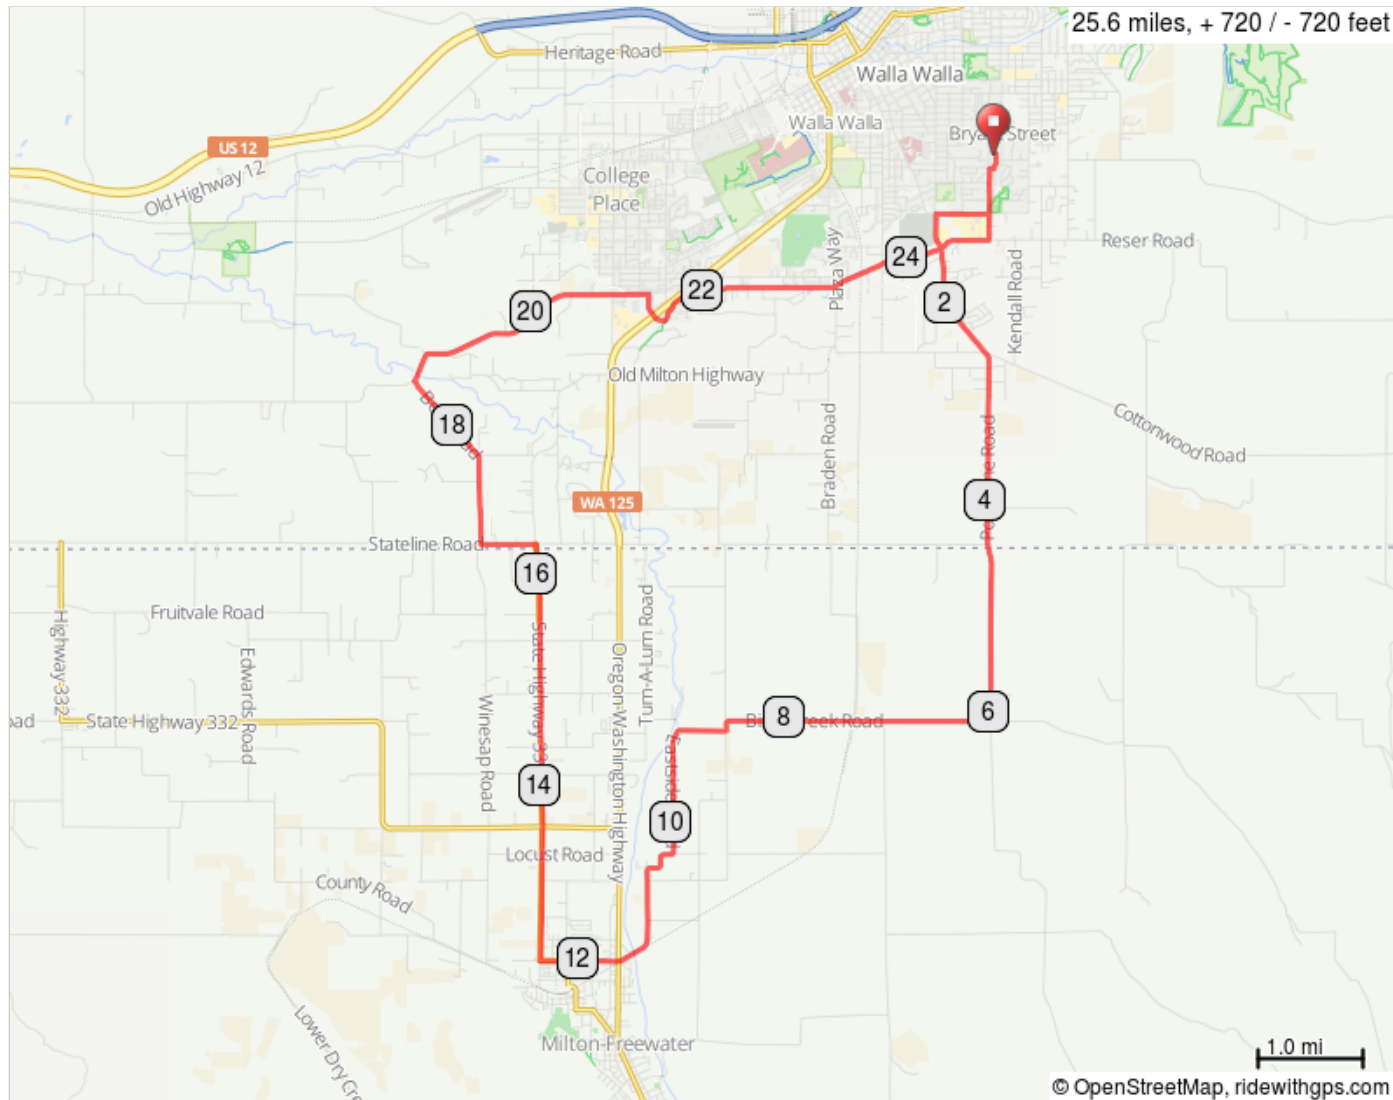 25.6 miles, + 720 / - 720 feet
Heritage Road
Walla Walla
Walla Walla
Street
US 12
Old Highway 12
College
Place
Plaza Way
24
Reser Road
Kendall Road
22
20
2
Old Milton Highway
18
Braden Road
Cottonwood Road
WA 125
4
Stateline Road
16
Fruitvale Road
Highway 332
Edwards Road
State Highway 33
Oregon-Washington Highway
Turn-A-Lum Road
State Highway 332
Winesap Road
8
6
14
10
Locust Road
County Road
12
Milton-Freewater
1.0 mi
© OpenStreetMap, ridewithgps.com